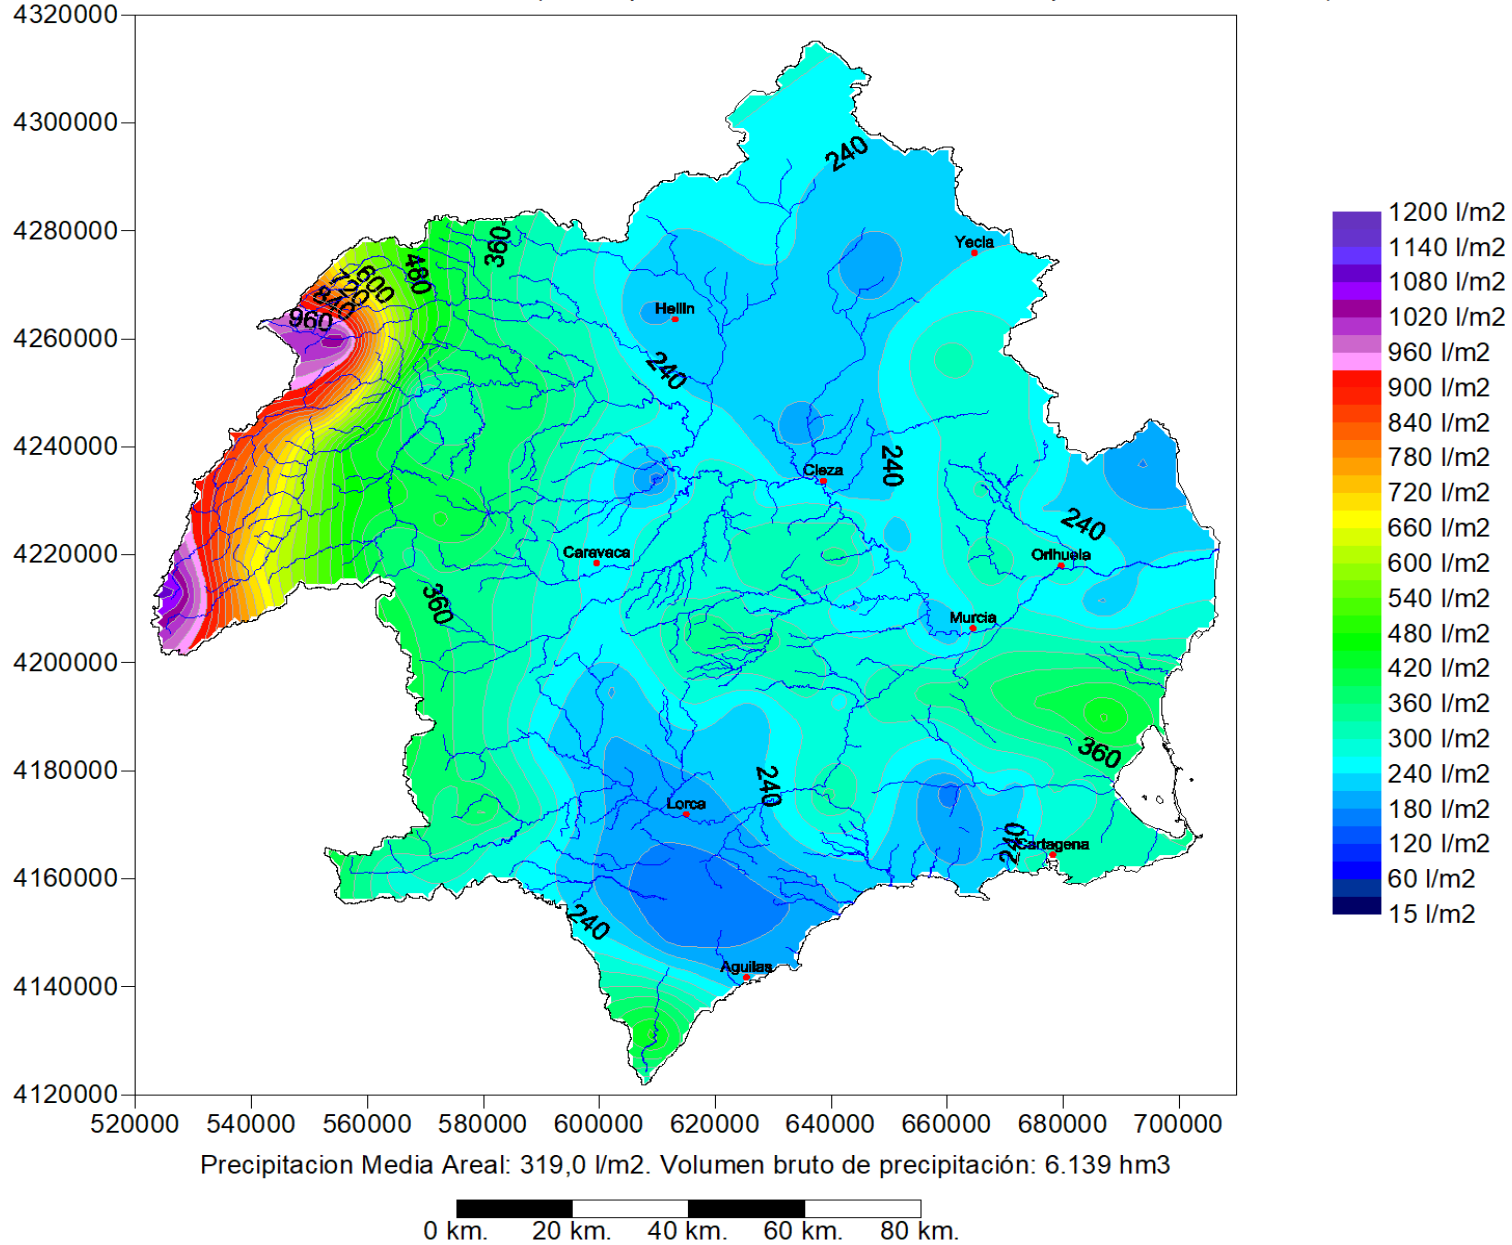 4320000
4300000
4280000
4260000
4240000
4220000
4200000
4180000
4160000
4140000
4120000
520000 540000 560000 580000 600000 620000 640000 660000 680000 700000
240
Yecla
360
480
600
720
840
960
Hellin
240
Cieza
240
240
Caravaca
Orihuela
360
Murcia
360
240
Lorca
240
Cartagena
240
Aguilas
1200 l/m2
1140 l/m2
1080 l/m2
1020 l/m2
960 l/m2
900 l/m2
840 l/m2
780 l/m2
720 l/m2
660 l/m2
600 l/m2
540 l/m2
480 l/m2
420 l/m2
360 l/m2
300 l/m2
240 l/m2
180 l/m2
120 l/m2
60 l/m2
15 l/m2
Precipitacion Media Areal: 319,0 l/m2. Volumen bruto de precipitación: 6.139 hm3
0 km. 20 km. 40 km. 60 km. 80 km.